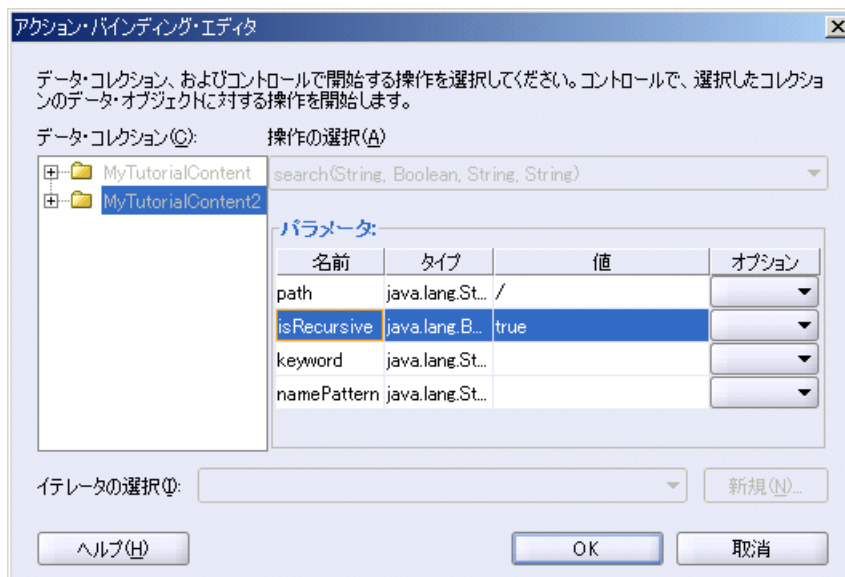 アクション・バインディング・エディタ
データ・コレクション、およびコントロールで開始する操作を選択してください。コントロールで、選択したコレクショ
ンのデータ・オブジェクトに対する操作を開始します。
データ・コレクション(C): 操作の選択(A)
MyTutorialContent search(String, Boolean, String, String)
MyTutorialContent2
パラメータ:
名前 タイプ 値 オプション
path java.lang.St... /
isRecursive java.lang.B... true
keyword java.lang.St...
namePattern java.lang.St...
イテレータの選択(I): 新規(N)...
ヘルプ(H) OK 取消